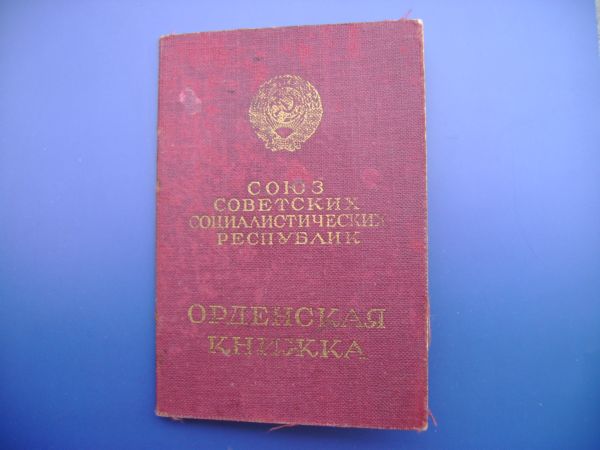 СОЮЗ
СОВЕТСКИХ
СОЦИАЛИСТИЧЕСКИХ
РЕСПУБЛИК
ОРДЕНСКАЯ
КНИЖКА